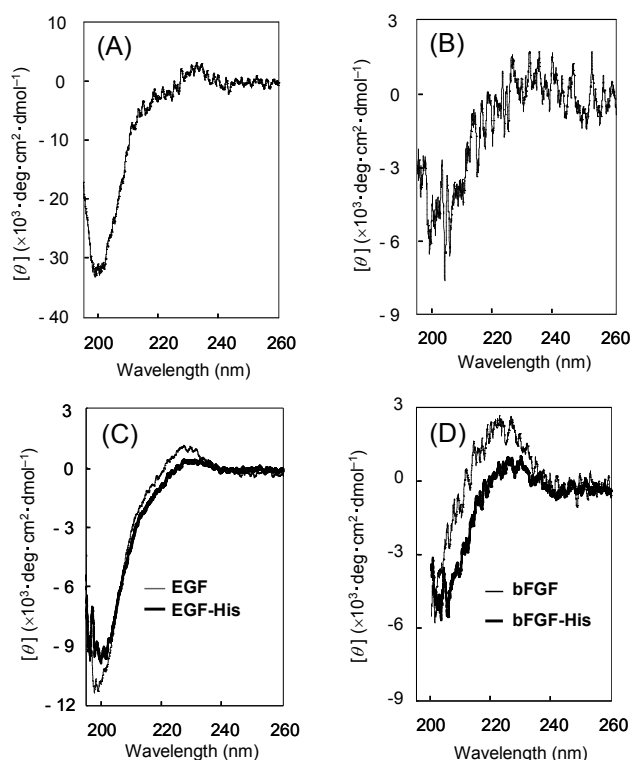 (A)
[θ] (×10³·deg·cm²·dmol⁻¹)
10
0
- 10
- 20
- 30
- 40
200 220 240 260
Wavelength (nm)
(B)
[θ] (×10³·deg·cm²·dmol⁻¹)
3
0
- 3
- 6
- 9
200 220 240 260
Wavelength (nm)
(C)
[θ] (×10³·deg·cm²·dmol⁻¹)
3
0
- 3
- 6
- 9
- 12
EGF
EGF-His
200 220 240 260
Wavelength (nm)
(D)
[θ] (×10³·deg·cm²·dmol⁻¹)
3
0
-3
-6
-9
bFGF
bFGF-His
200 220 240 260
Wavelength (nm)